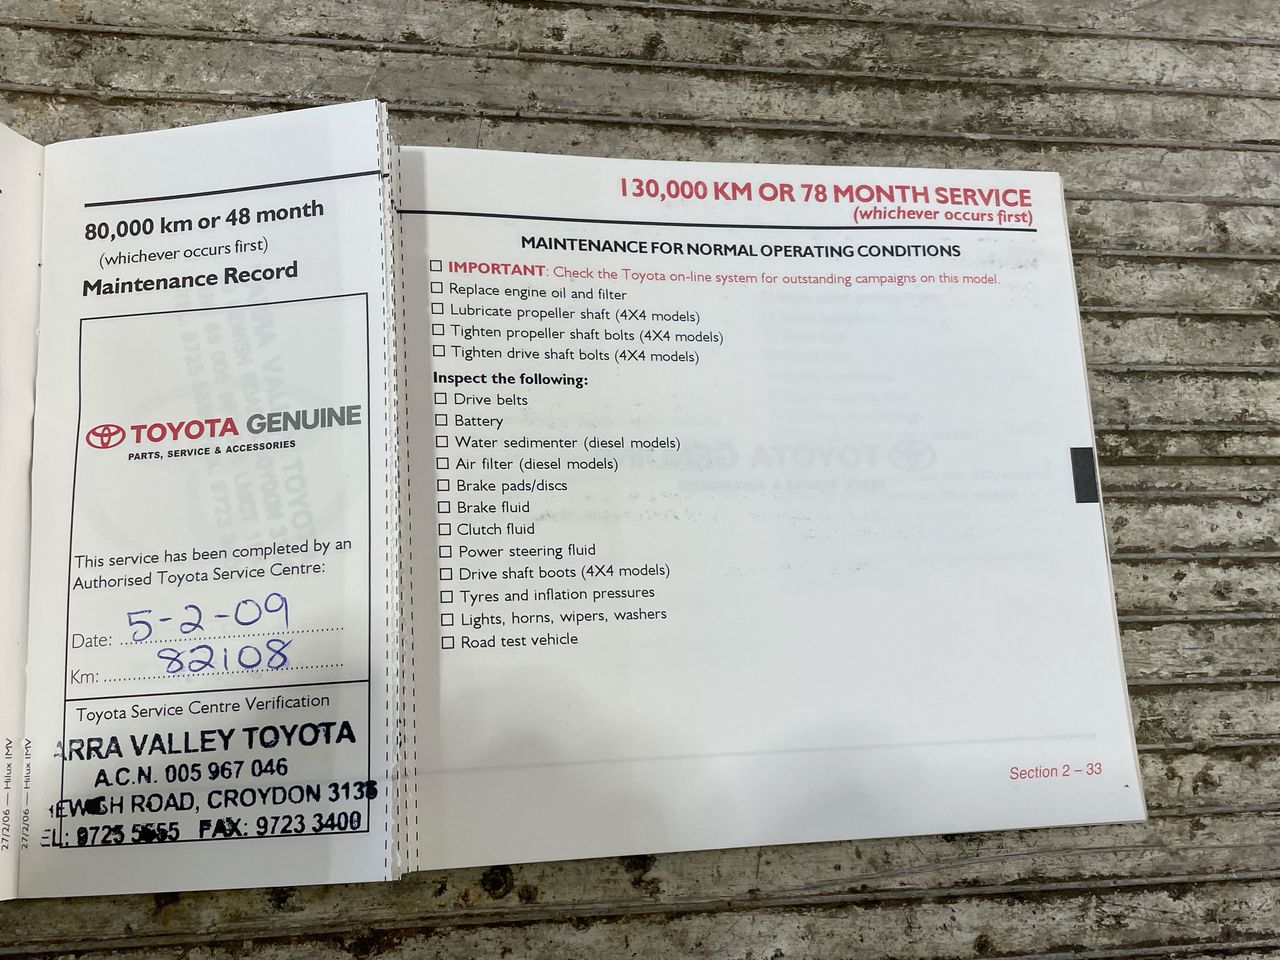 80,000 km or 48 month
(whichever occurs first)
Maintenance Record
TOYOTA GENUINE
PARTS, SERVICE & ACCESSORIES
This service has been completed by an
Authorised Toyota Service Centre:
Date: 5-2-09
Km: 82108
Toyota Service Centre Verification
ARRA VALLEY TOYOTA
A.C.N. 005 967 046
ROAD, CROYDON 3136
EL: 9725 5555 FAX: 9723 3400
27/2/06 — Hilux IMV
27/2/06 — Hilux IMV
130,000 KM OR 78 MONTH SERVICE
(whichever occurs first)
MAINTENANCE FOR NORMAL OPERATING CONDITIONS
IMPORTANT: Check the Toyota on-line system for outstanding campaigns on this model.
Replace engine oil and filter
Lubricate propeller shaft (4X4 models)
Tighten propeller shaft bolts (4X4 models)
Tighten drive shaft bolts (4X4 models)
Inspect the following:
Drive belts
Battery
Water sedimenter (diesel models)
Air filter (diesel models)
Brake pads/discs
Brake fluid
Clutch fluid
Power steering fluid
Drive shaft boots (4X4 models)
Tyres and inflation pressures
Lights, horns, wipers, washers
Road test vehicle
Section 2 – 33